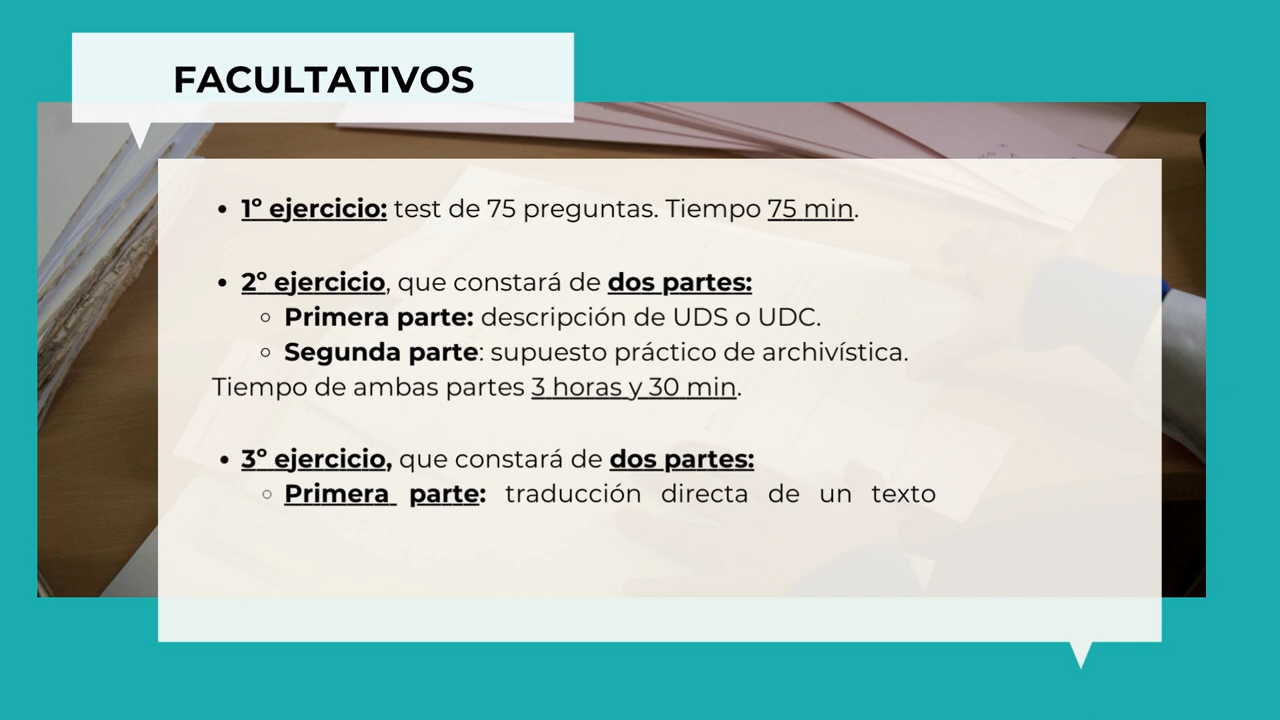 FACULTATIVOS
• 1º ejercicio: test de 75 preguntas. Tiempo 75 min.
• 2º ejercicio, que constará de dos partes:
◦ Primera parte: descripción de UDS o UDC.
◦ Segunda parte: supuesto práctico de archivística.
Tiempo de ambas partes 3 horas y 30 min.
• 3º ejercicio, que constará de dos partes:
◦ Primera parte: traducción directa de un texto